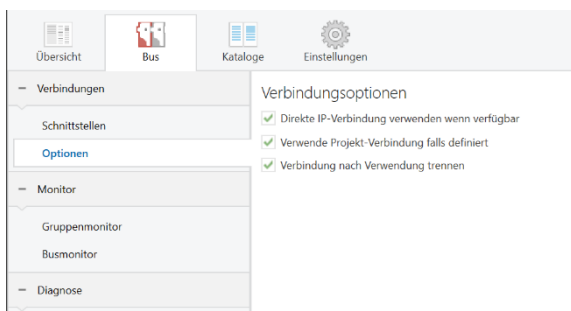 Übersicht
Bus
Kataloge
Einstellungen
Verbindungen
Schnittstellen
Optionen
Monitor
Gruppenmonitor
Busmonitor
Diagnose
Verbindungsoptionen
Direkte IP-Verbindung verwenden wenn verfügbar
Verwende Projekt-Verbindung falls definiert
Verbindung nach Verwendung trennen